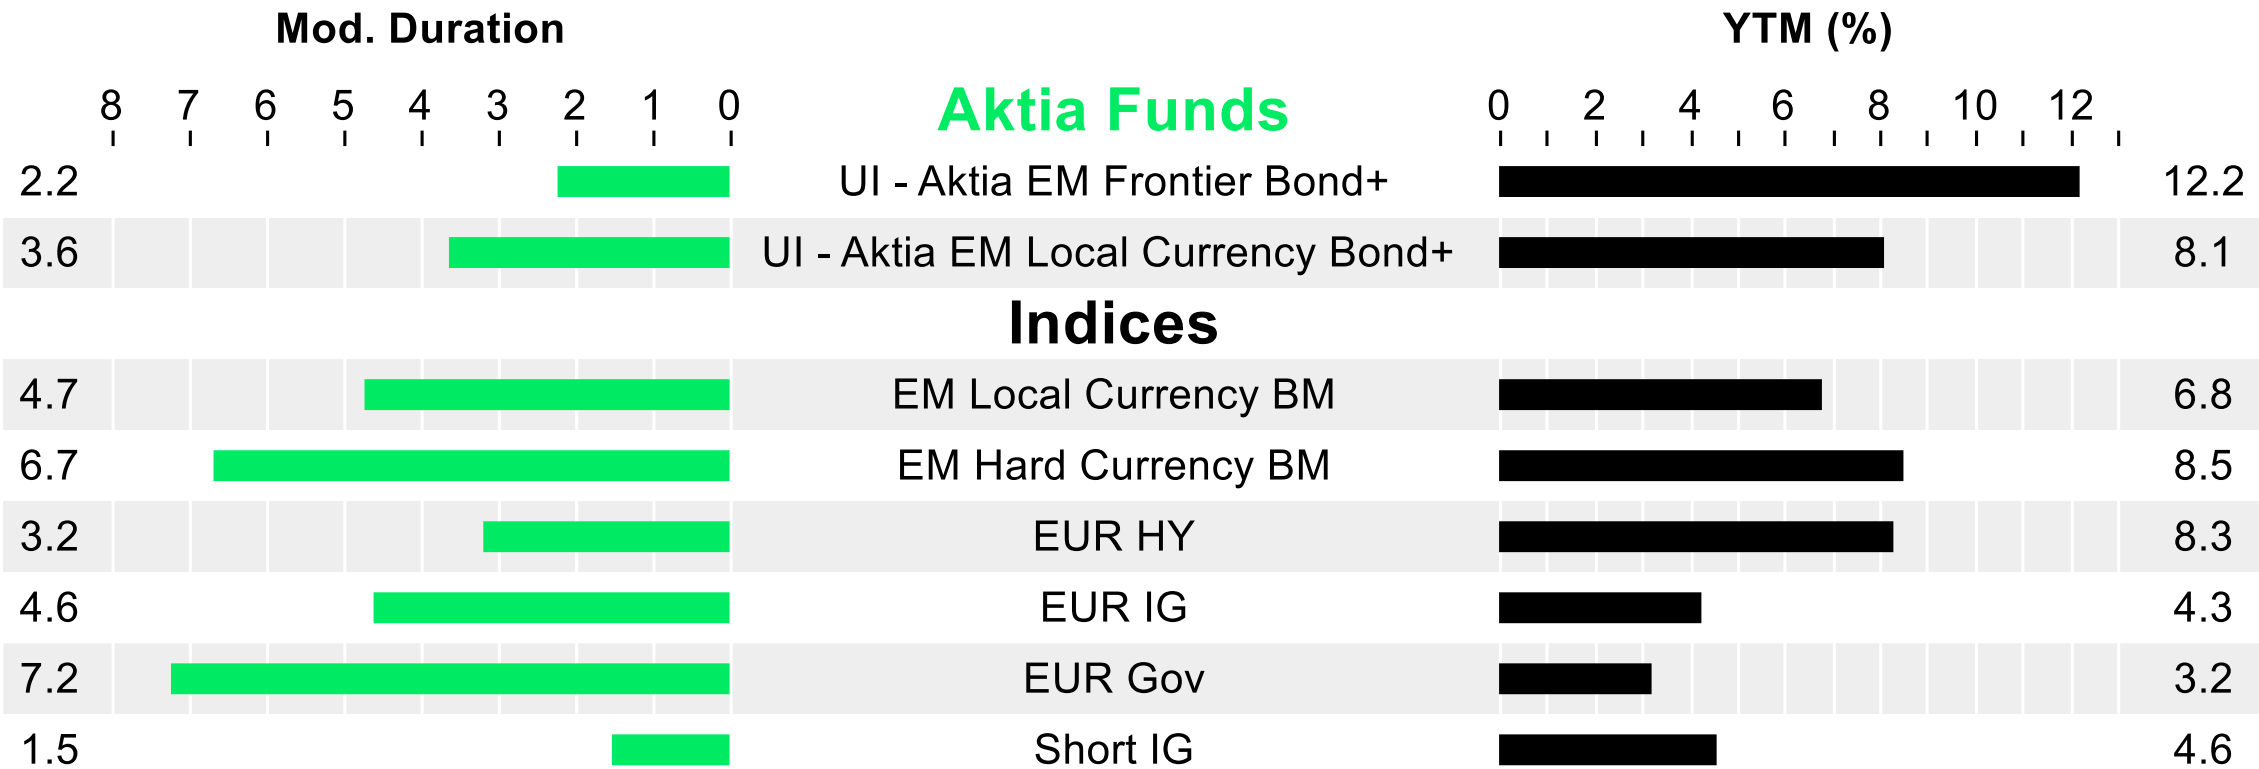 Mod. Duration YTM (%)
8 7 6 5 4 3 2 1 0 Aktia Funds 0 2 4 6 8 10 12
2.2 UI - Aktia EM Frontier Bond+ 12.2
3.6 UI - Aktia EM Local Currency Bond+ 8.1
Indices
4.7 EM Local Currency BM 6.8
6.7 EM Hard Currency BM 8.5
3.2 EUR HY 8.3
4.6 EUR IG 4.3
7.2 EUR Gov 3.2
1.5 Short IG 4.6